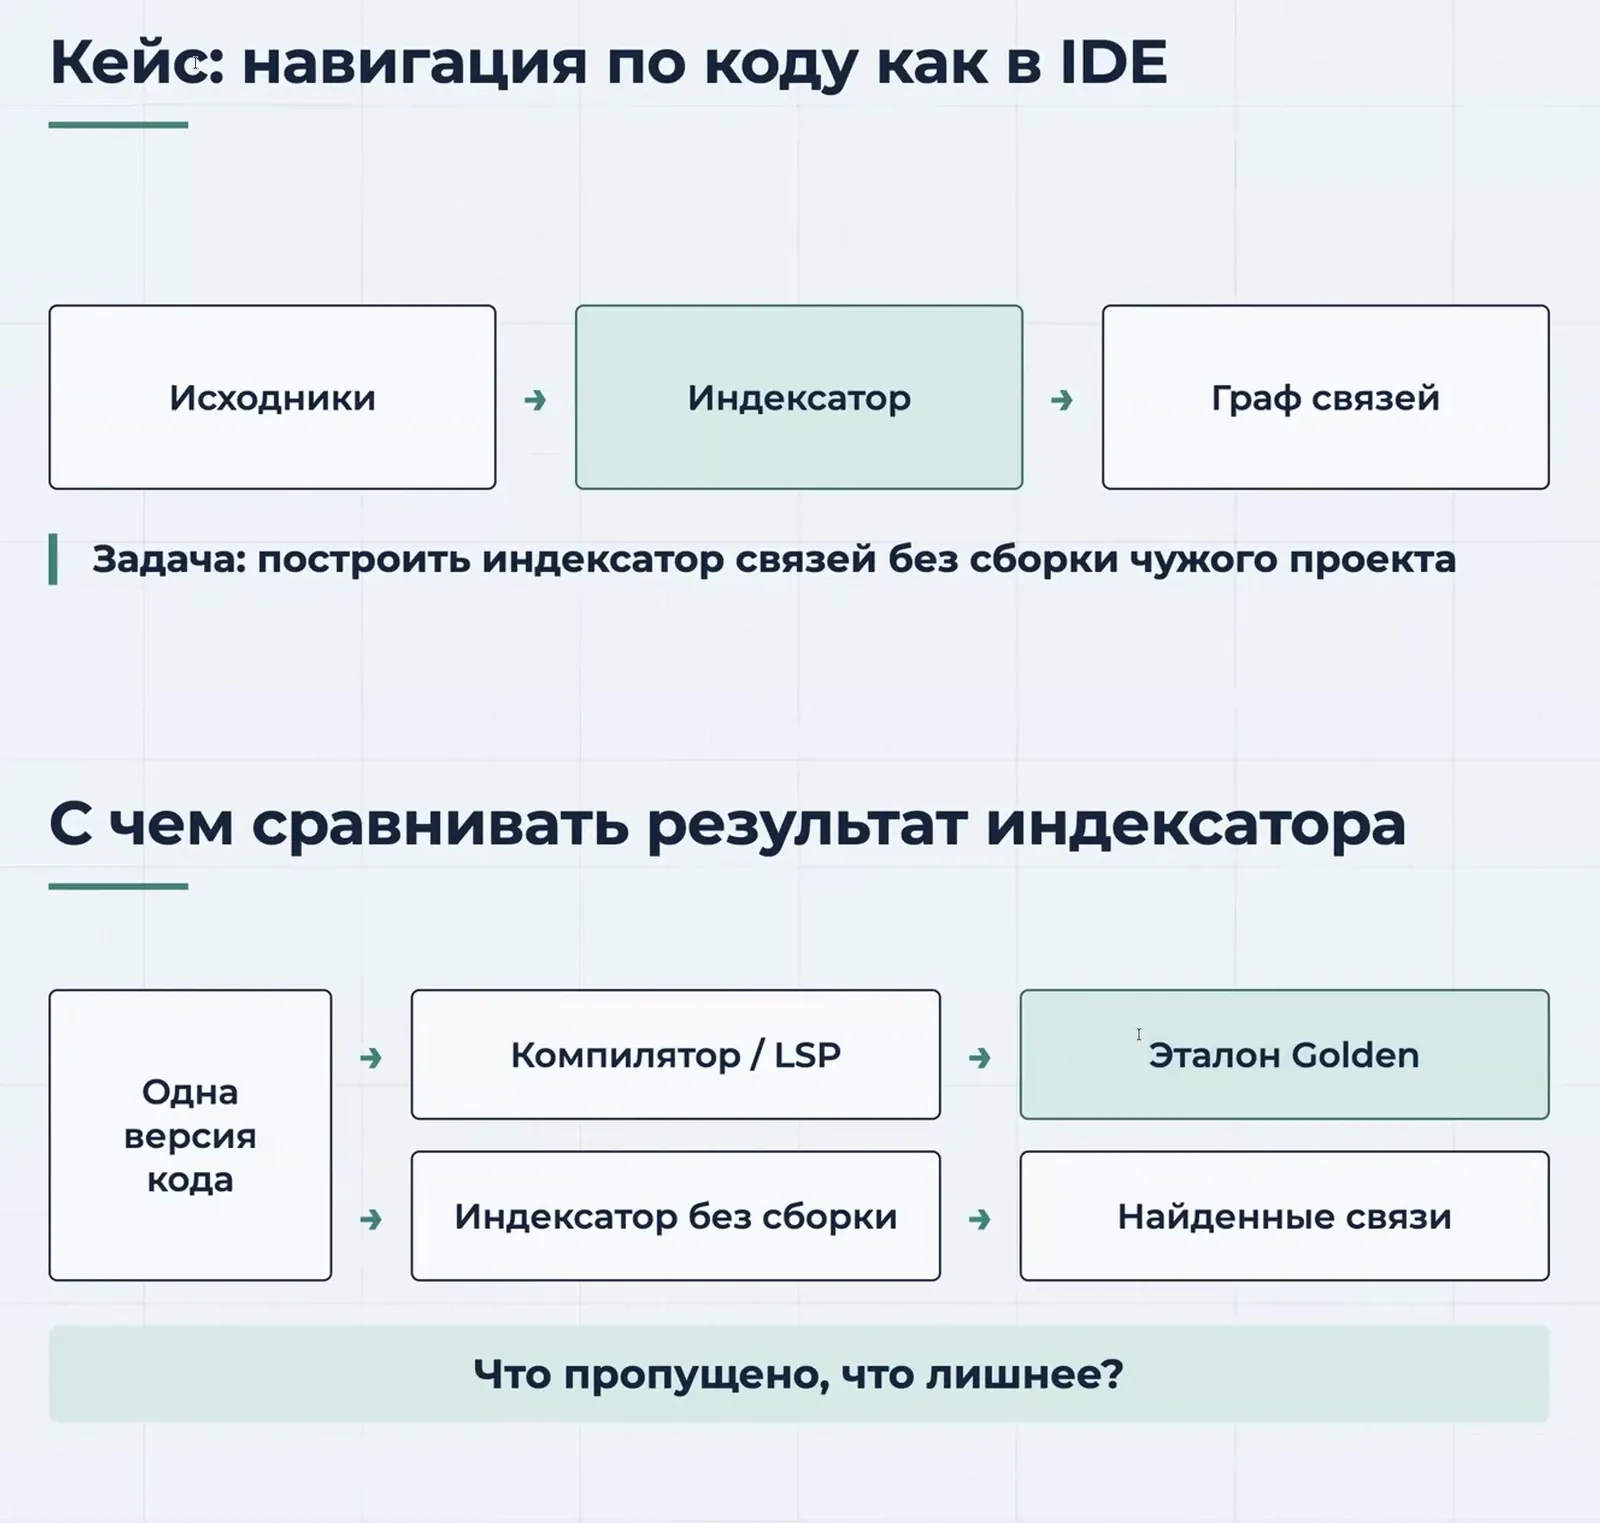 Кейс: навигация по коду как в IDE
Исходники
→
Индексатор
→
Граф связей
Задача: построить индексатор связей без сборки чужого проекта
С чем сравнивать результат индексатора
Одна
версия
кода
→
Компилятор / LSP
→
Эталон Golden
→
Индексатор без сборки
→
Найденные связи
Что пропущено, что лишнее?